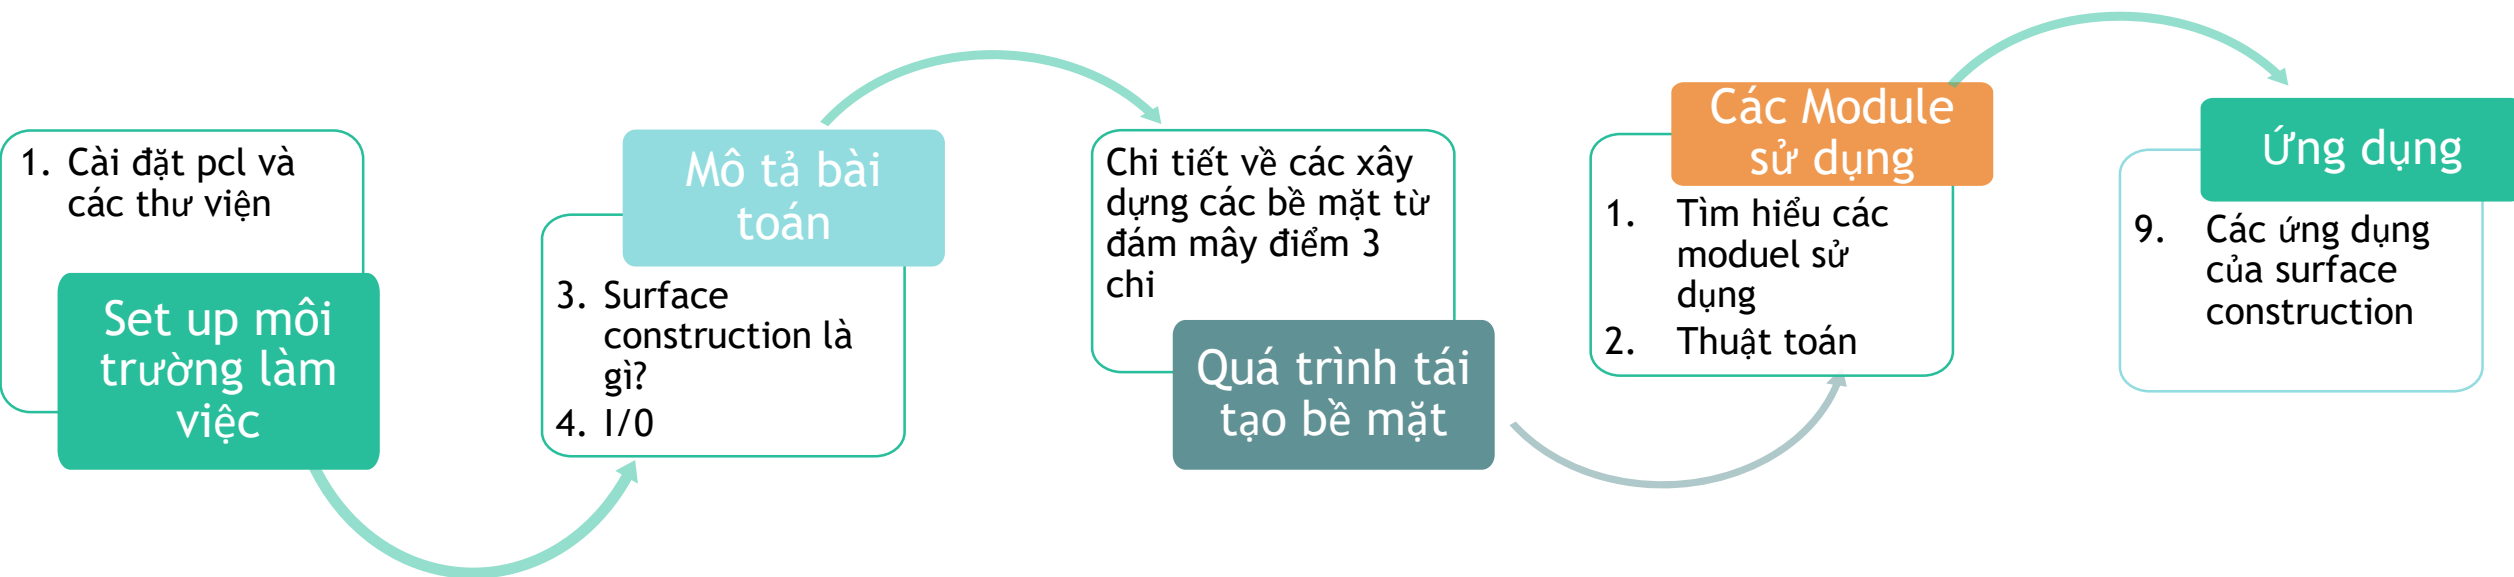 1. Cài đặt pcl và
các thư viện
Set up môi
trường làm
việc
Mô tả bài
toán
3. Surface
construction là
gì?
4. I/0
Chi tiết về các xây
dựng các bề mặt từ
đám mây điểm 3
chi
Quá trình tái
tạo bề mặt
Các Module
sử dụng
1. Tìm hiểu các
moduel sử
dụng
2. Thuật toán
Ứng dụng
9. Các ứng dụng
của surface
construction